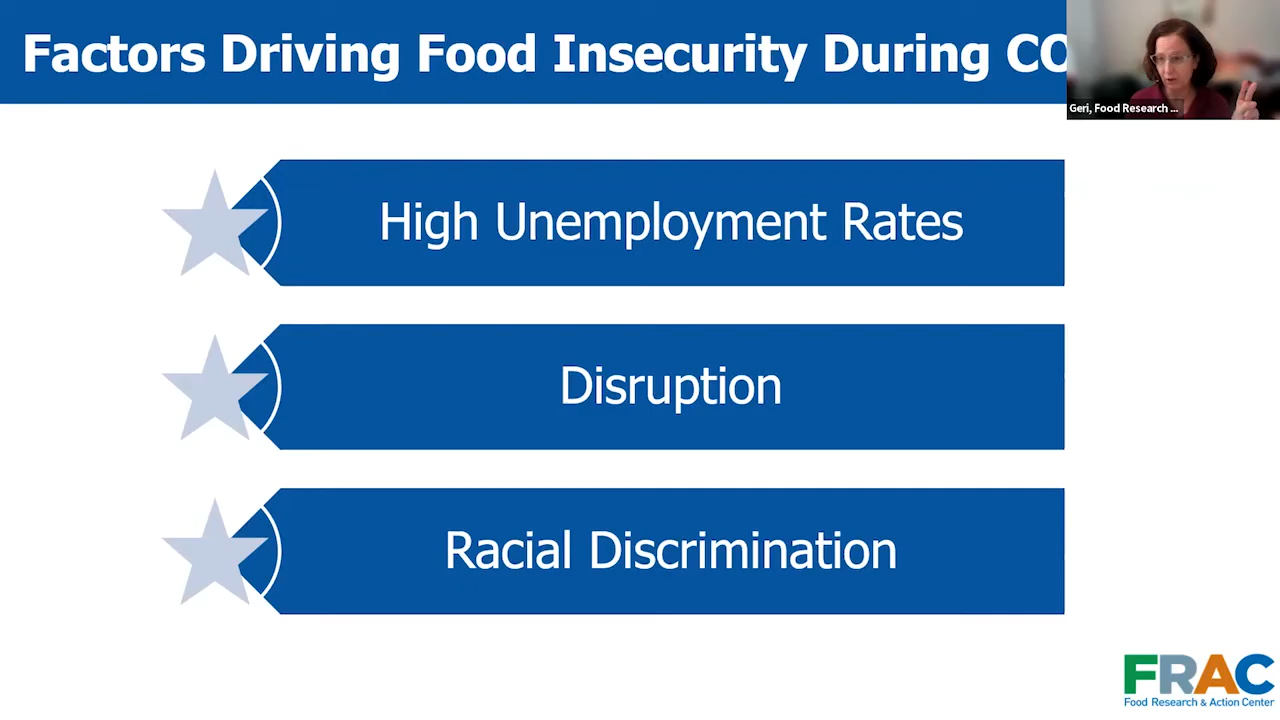 Factors Driving Food Insecurity During CO
Geri, Food Research ...
High Unemployment Rates
Disruption
Racial Discrimination
FRAC
Food Research & Action Center